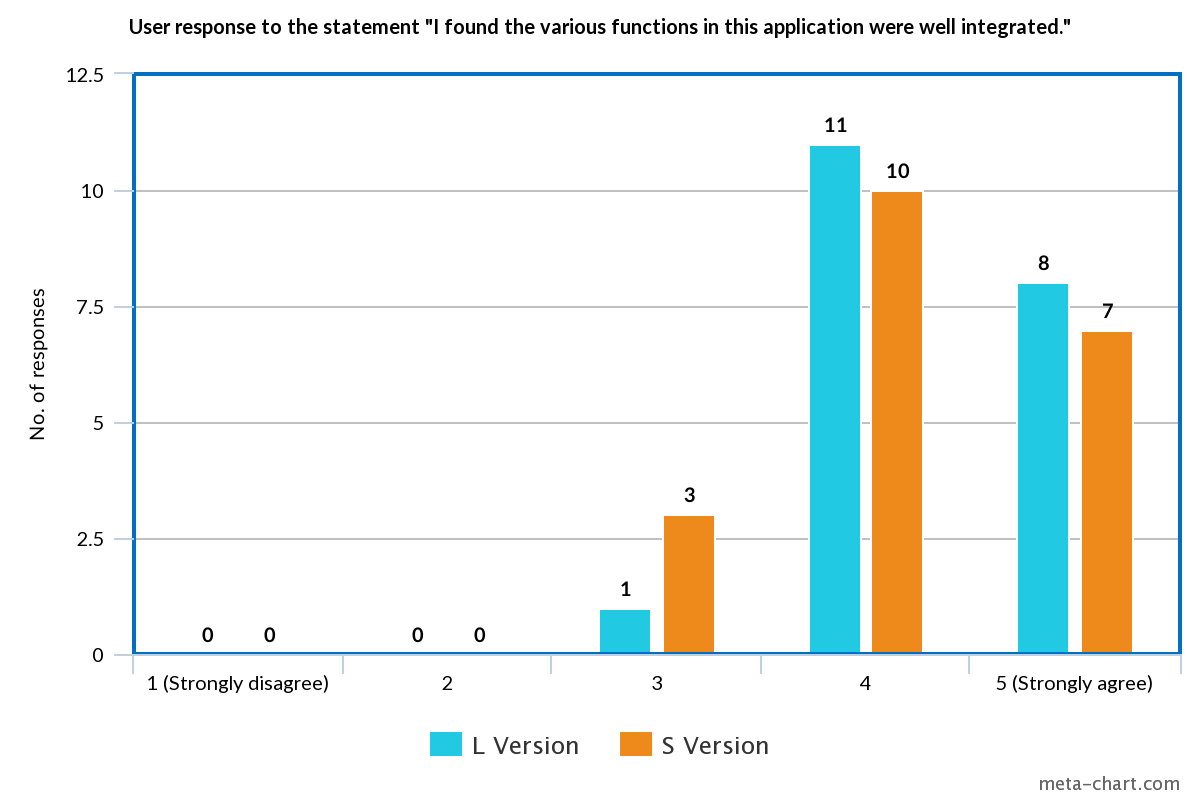 User response to the statement "I found the various functions in this application were well integrated."
12.5
10
7.5
5
2.5
0
No. of responses
0
0
0
0
1
3
11
10
8
7
1 (Strongly disagree)
2
3
4
5 (Strongly agree)
L Version
S Version
meta-chart.com